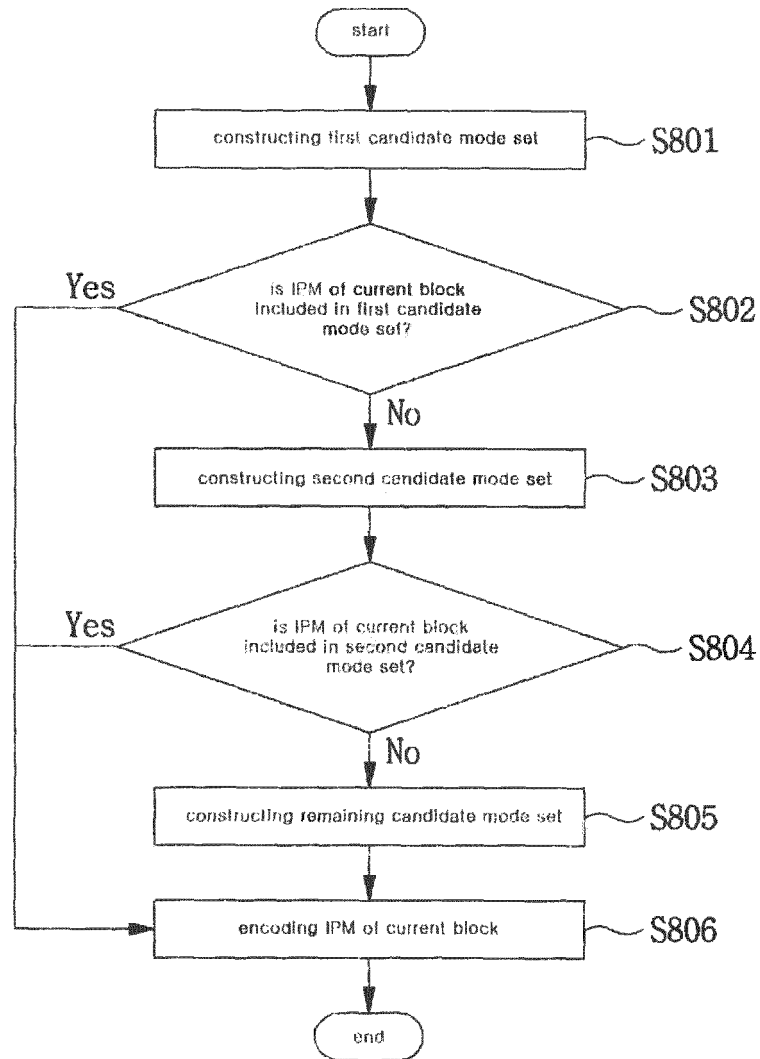 start
constructing first candidate mode set
S801
Yes
is IPM of current block
included in first candidate
mode set?
S802
No
constructing second candidate mode set
S803
Yes
is IPM of current block
included in second candidate
mode set?
S804
No
constructing remaining candidate mode set
S805
encoding IPM of current block
S806
end